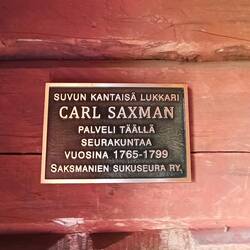 SUVUN KANTAISÄ LUKKARI
CARL SAXMAN
PALVELI TÄÄLLÄ
SEURAKUNTAA
VUOSINA 1765-1799
SAKSMANIEN SUKUSEURA RY.